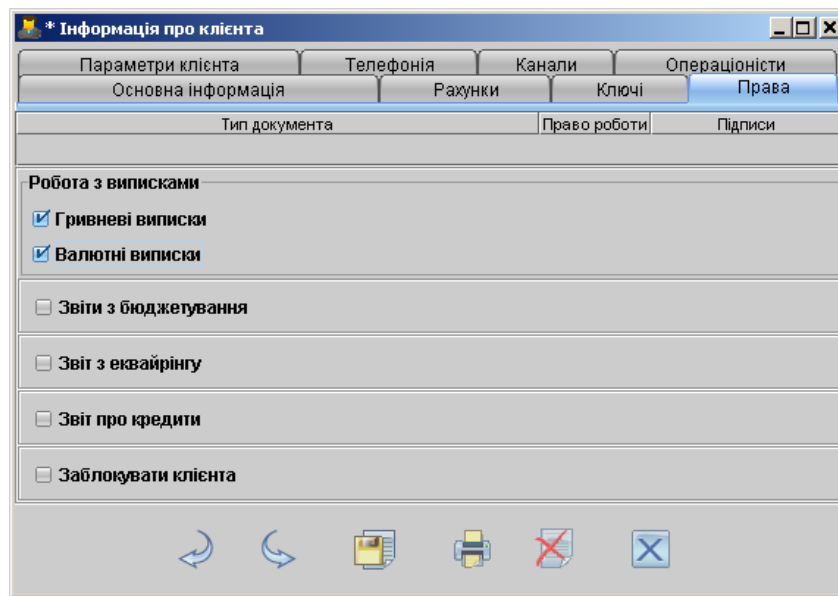 * Інформація про клієнта
Параметри клієнта Телефонія Канали Операціоністи
Основна інформація Рахунки Ключі Права
Тип документа Право роботи Підписи
Робота з виписками
Гривневі виписки
Валютні виписки
Звіти з бюджетування
Звіт з еквайрінгу
Звіт про кредити
Заблокувати клієнта